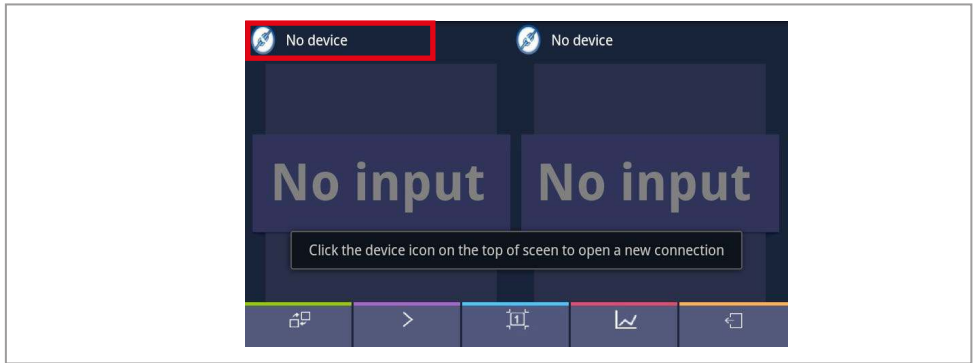 No device
No device
No input
No input
Click the device icon on the top of sceen to open a new connection
1